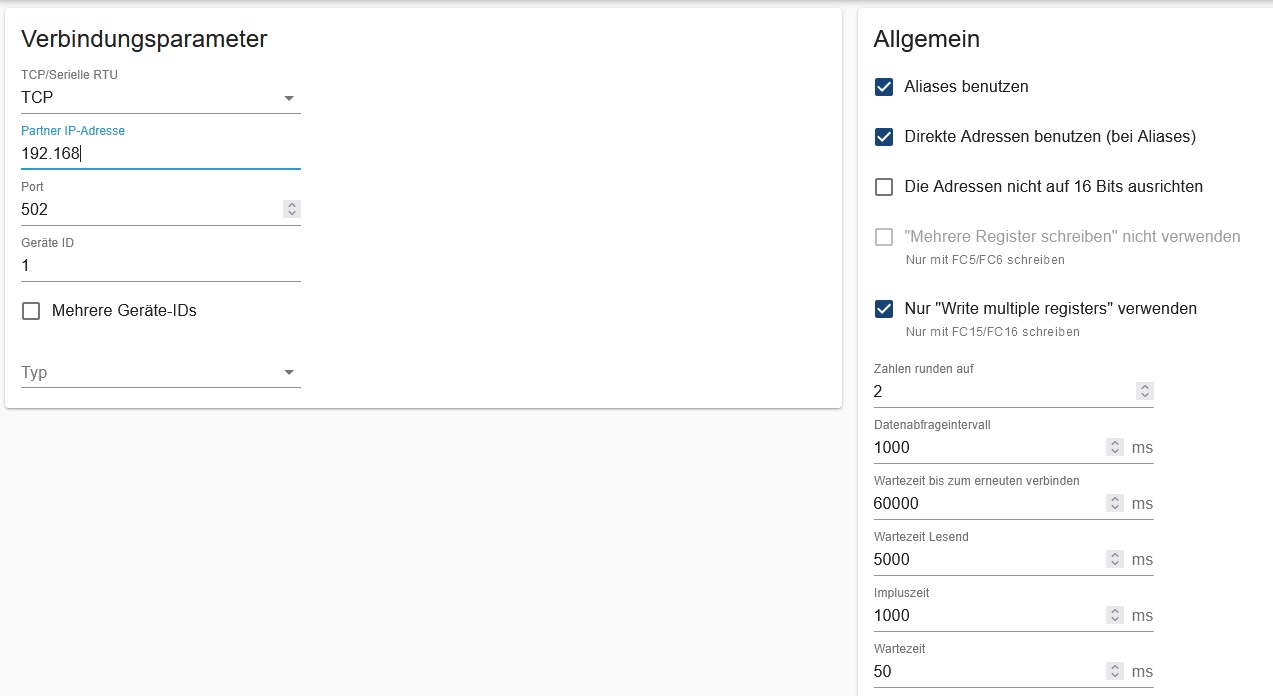 Verbindungsparameter
TCP/Serielle RTU
TCP
Partner IP-Adresse
192.168
Port
502
Geräte ID
1
Mehrere Geräte-IDs
Typ
Allgemein
Aliases benutzen
Direkte Adressen benutzen (bei Aliases)
Die Adressen nicht auf 16 Bits ausrichten
"Mehrere Register schreiben" nicht verwenden
Nur mit FC5/FC6 schreiben
Nur "Write multiple registers" verwenden
Nur mit FC15/FC16 schreiben
Zahlen runden auf
2
Datenabfrageintervall
1000 ms
Wartezeit bis zum erneuten verbinden
60000 ms
Wartezeit Lesend
5000 ms
Impluszeit
1000 ms
Wartezeit
50 ms